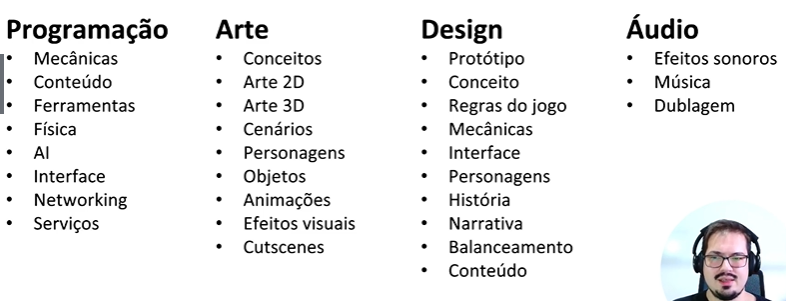 Programação
Mecânicas
Conteúdo
Ferramentas
Física
AI
Interface
Networking
Serviços
Arte
Conceitos
Arte 2D
Arte 3D
Cenários
Personagens
Objetos
Animações
Efeitos visuais
Cutscenes
Design
Protótipo
Conceito
Regras do jogo
Mecânicas
Interface
Personagens
História
Narrativa
Balanceamento
Conteúdo
Áudio
Efeitos sonoros
Música
Dublagem